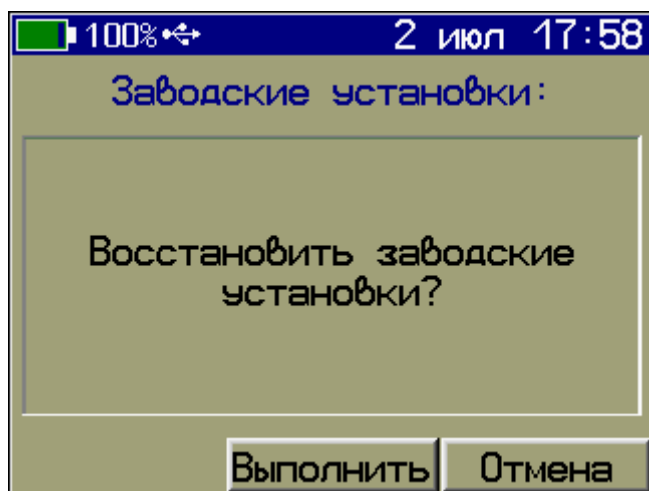 100% 2 июл 17:58
Заводские установки:
Восстановить заводские
установки?
Выполнить Отмена